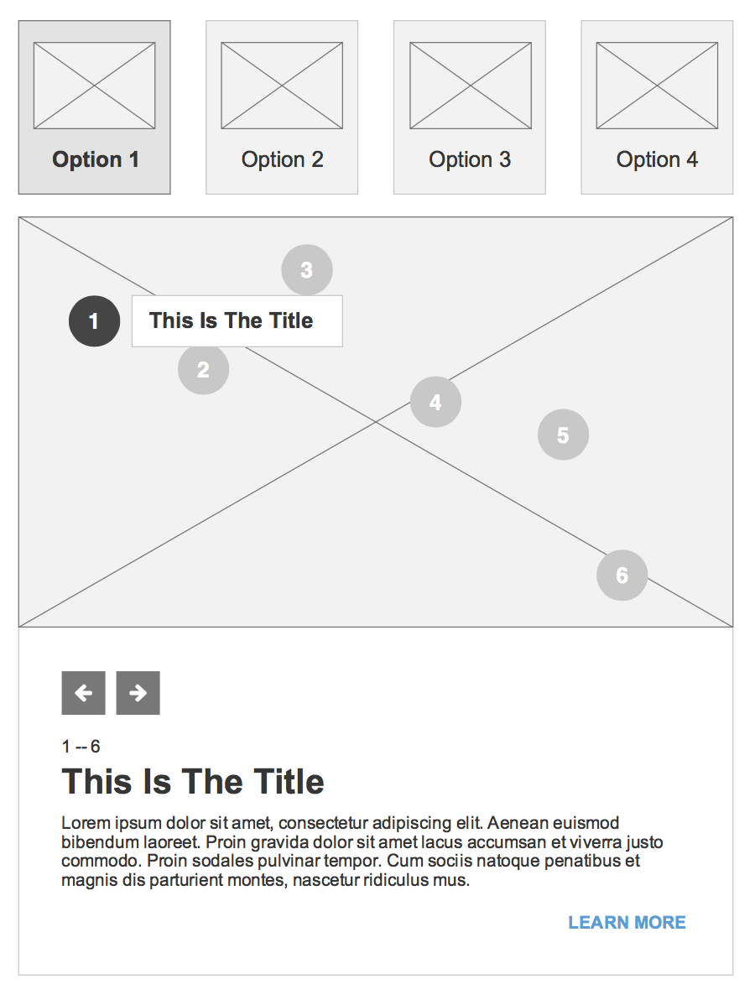 Option 1
Option 2
Option 3
Option 4
3
1
This Is The Title
2
4
5
6
1 -- 6
This Is The Title
Lorem ipsum dolor sit amet, consectetur adipiscing elit. Aenean euismod
bibendum laoreet. Proin gravida dolor sit amet lacus accumsan et viverra justo
commodo. Proin sodales pulvinar tempor. Cum sociis natoque penatibus et
magnis dis parturient montes, nascetur ridiculus mus.
LEARN MORE